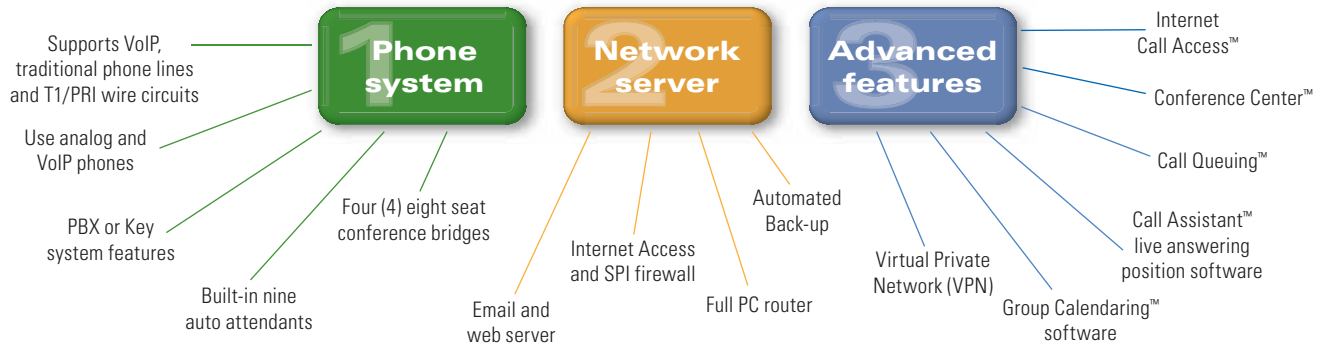 1
Phone
system
Supports VoIP,
traditional phone lines
and T1/PRI wire circuits
Use analog and
VoIP phones
PBX or Key
system features
Built-in nine
auto attendants
Four (4) eight seat
conference bridges
2
Network
server
Email and
web server
Internet Access
and SPI firewall
Full PC router
Automated
Back-up
3
Advanced
features
Internet
Call Access™
Conference Center™
Call Queuing™
Call Assistant™
live answering
position software
Group Calendaring™
software
Virtual Private
Network (VPN)